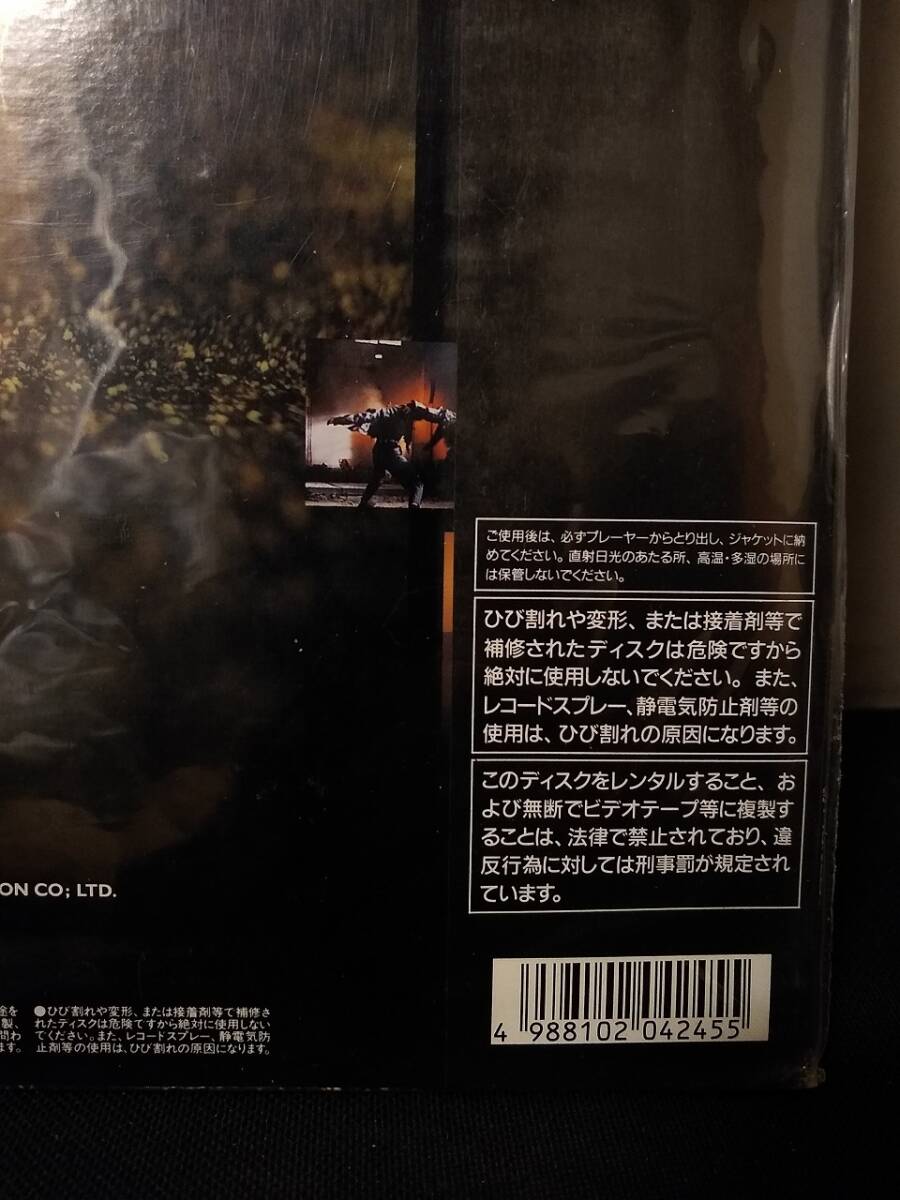 ご使用後は、必ずプレーヤーからとり出し、ジャケットに納
めてください。直射日光のあたる所、高温・多湿の場所に
は保管しないでください。
ひび割れや変形、または接着剤等で
補修されたディスクは危険ですから
絶対に使用しないでください。また、
レコードスプレー、静電気防止剤等の
使用は、ひび割れの原因になります。
このディスクをレンタルすること、お
よび無断でビデオテープ等に複製す
ることは、法律で禁止されており、違
反行為に対しては刑事罰が規定され
ています。
ON CO; LTD.
途を
製、
問わ
ます。
●ひび割れや変形、または接着剤等で補修さ
れたディスクは危険ですから絶対に使用しない
でください。また、レコードスプレー、静電気防
止剤等の使用は、ひび割れの原因になります。
4 988102 042455